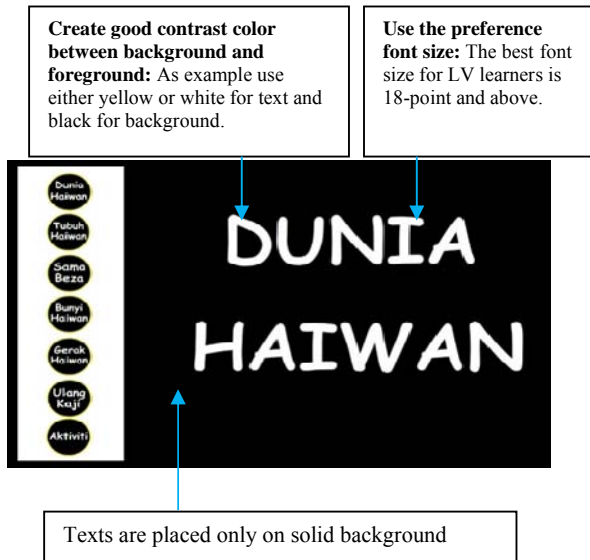 Create good contrast color
between background and
foreground: As example use
either yellow or white for text and
black for background.
Use the preference
font size: The best font
size for LV learners is
18-point and above.
Dunia
Haiwan
Tubuh
Haiwan
Sama
Beza
Bunyi
Haiwan
Gerak
Haiwan
Ulang
Kaji
Aktiviti
DUNIA
HAIWAN
Texts are placed only on solid background